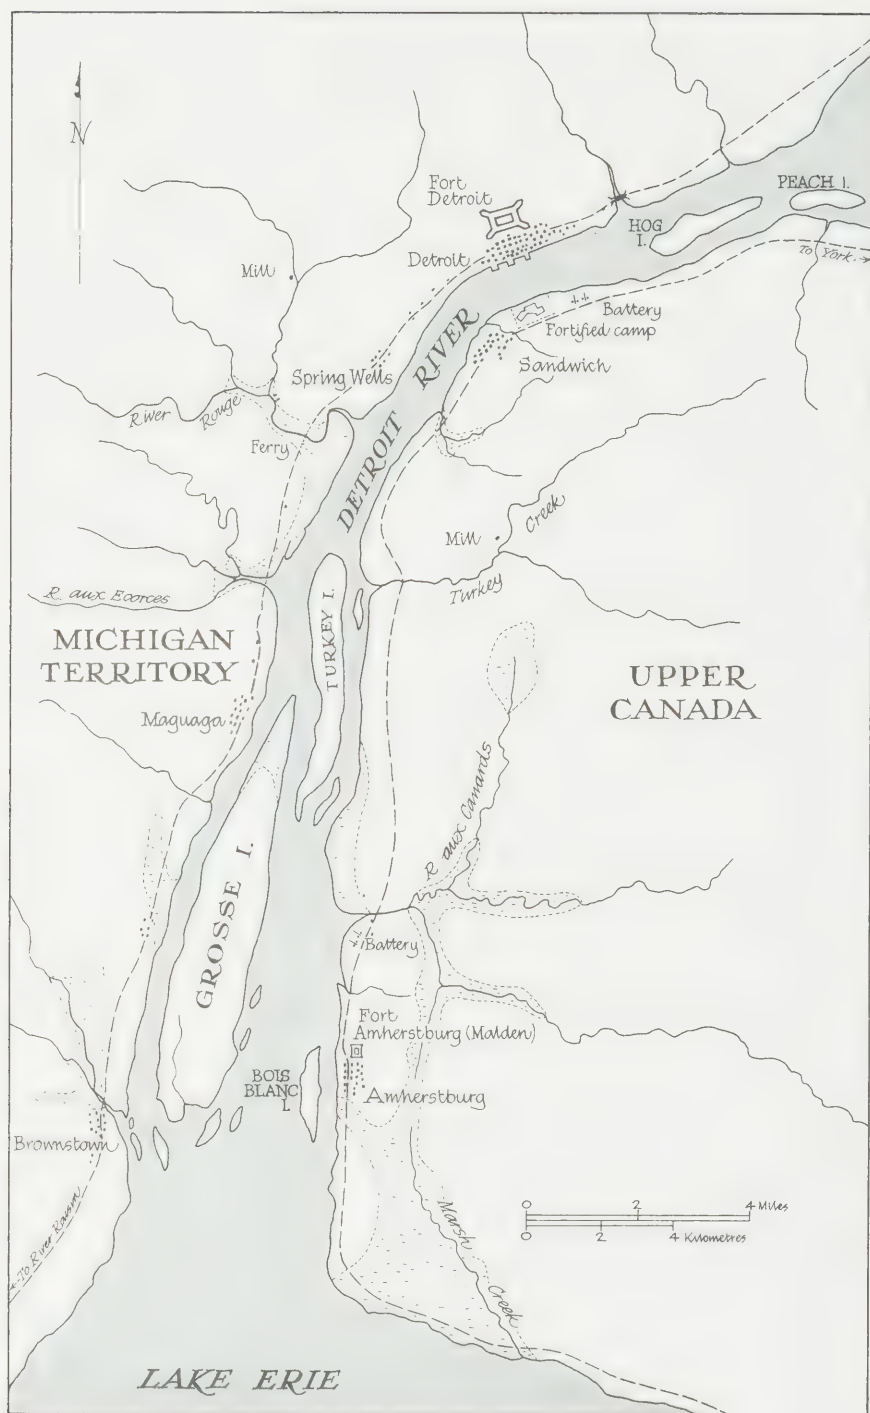 N
Fort
Detroit
PEACH I.
HOG
I.
Detroit
To York
Mill
Battery
Fortified camp
Sandwich
Spring Wells
DETROIT RIVER
River Rouge
Ferry
Mill
Turkey Creek
R. aux Ecorces
TURKEY I.
MICHIGAN
TERRITORY
UPPER
CANADA
Maguaga
R aux Canards
GROSSE I.
Battery
Fort
Amherstburg (Malden)
BOIS
BLANC
I.
Amherstburg
Brownstown
To River Raisin
Marsh Creek
0 2 4 Miles
0 2 4 Kilometres
LAKE ERIE